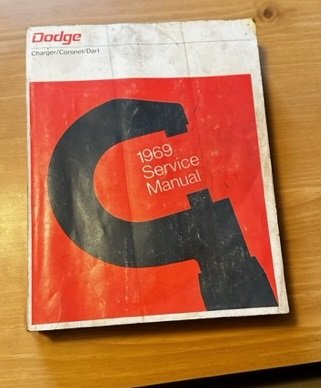 Dodge
Charger/Coronet/Dart
1969
Service
Manual